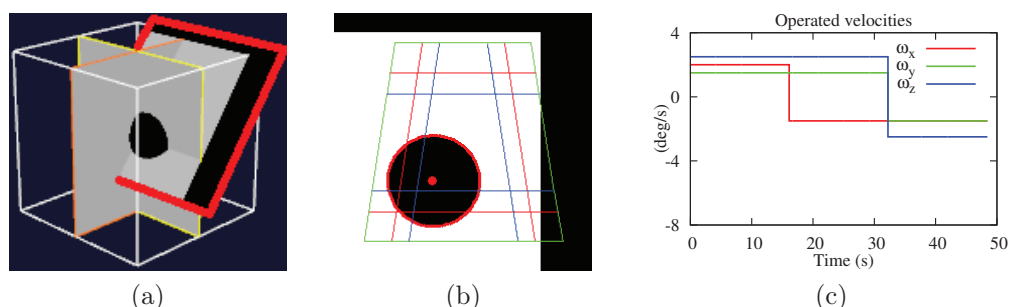 Operated velocities
4
0
-4
-8
(deg/s)
ωx
ωy
ωz
0 10 20 30 40 50
Time (s)
(a) (b) (c)